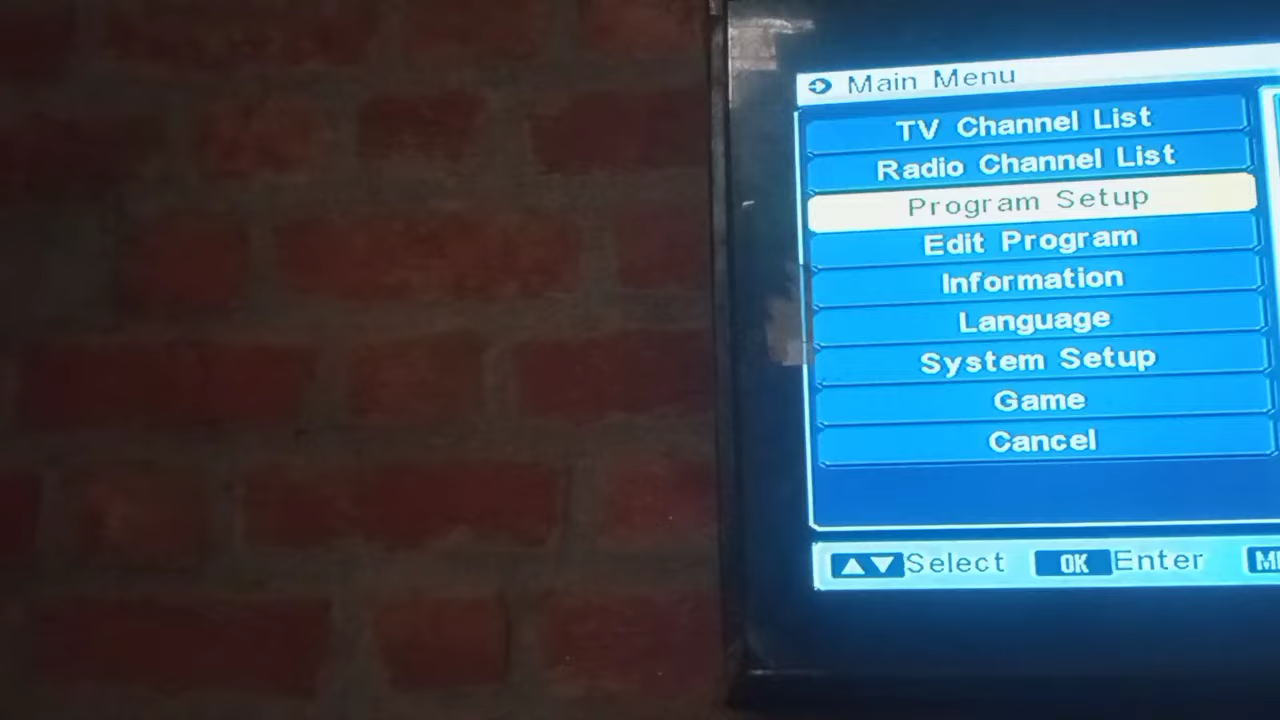 Main Menu
TV Channel List
Radio Channel List
Program Setup
Edit Program
Information
Language
System Setup
Game
Cancel
▲▼ Select OK Enter